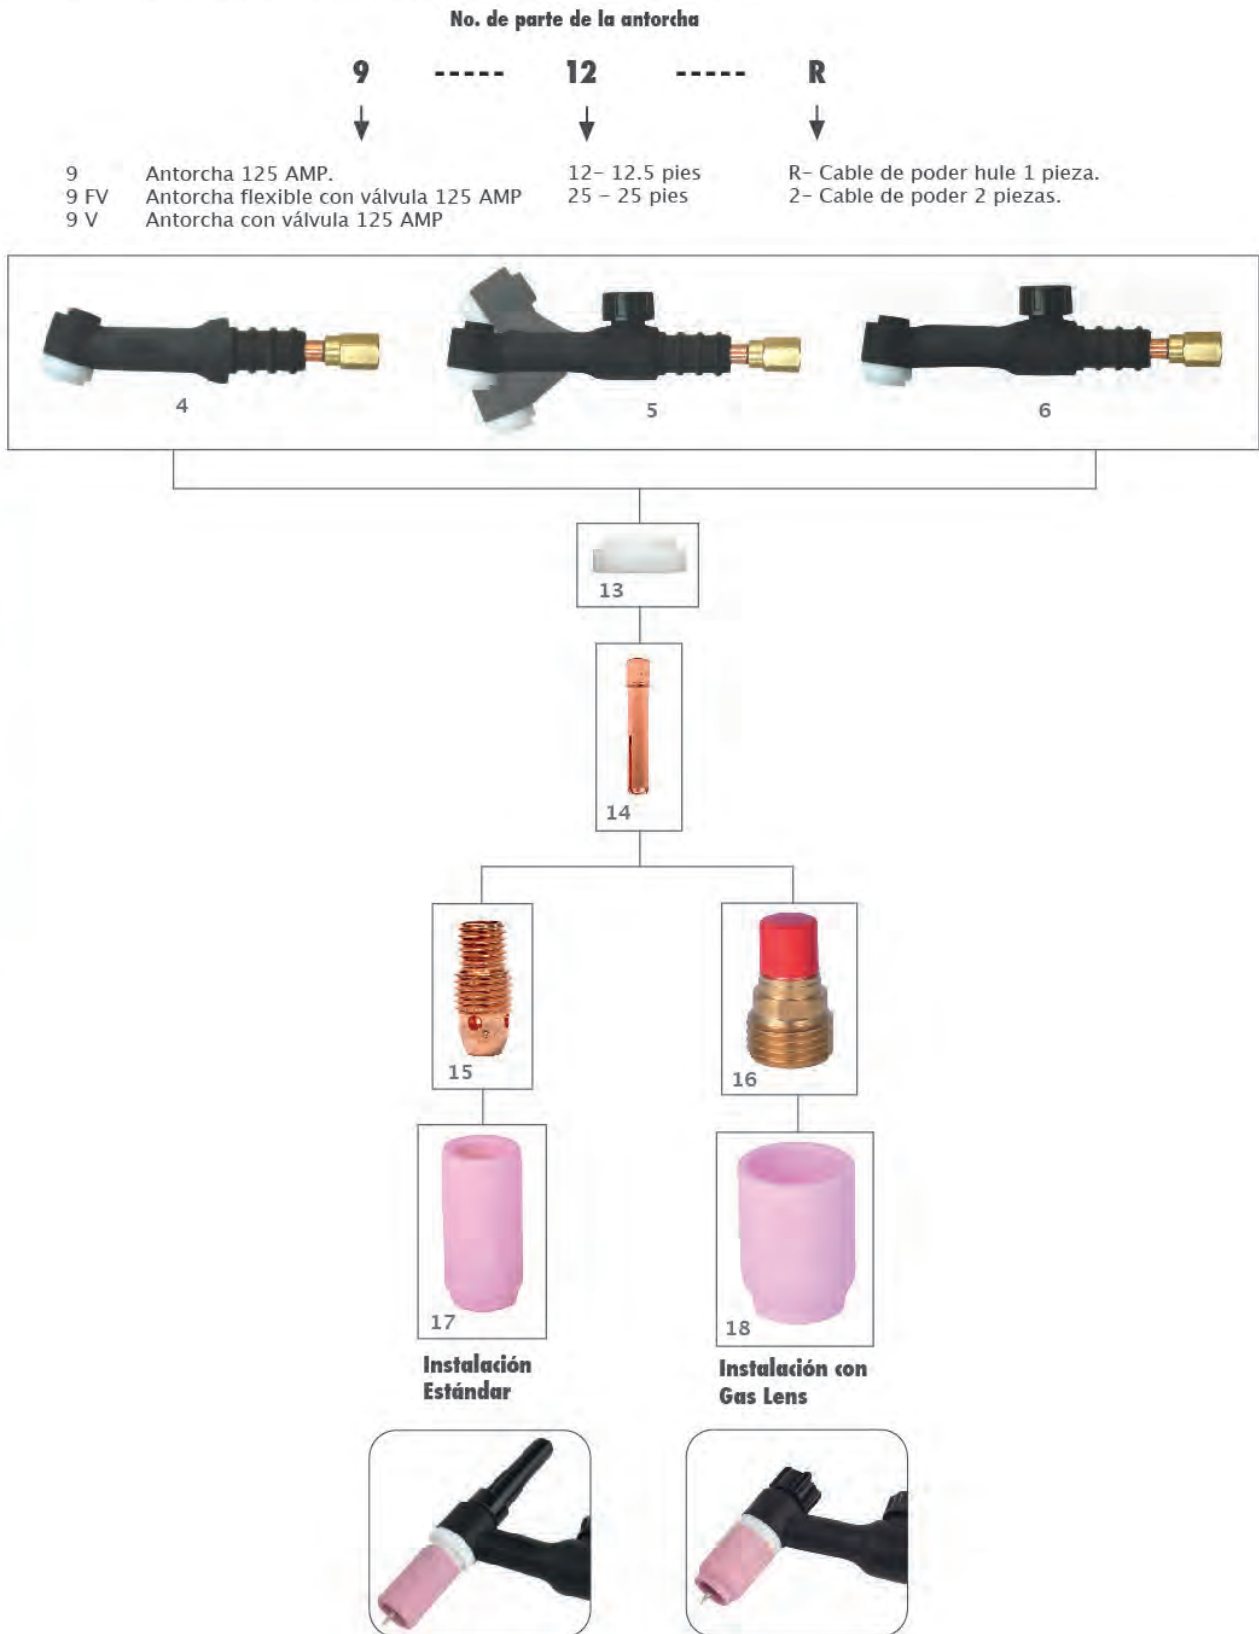 No. de parte de la antorcha
9 ----- 12 ----- R
9 Antorcha 125 AMP. 12- 12.5 pies R- Cable de poder hule 1 pieza.
9 FV Antorcha flexible con válvula 125 AMP 25 - 25 pies 2- Cable de poder 2 piezas.
9 V Antorcha con válvula 125 AMP
4 5 6
13
14
15 16
17 18
Instalación Instalación con
Estándar Gas Lens